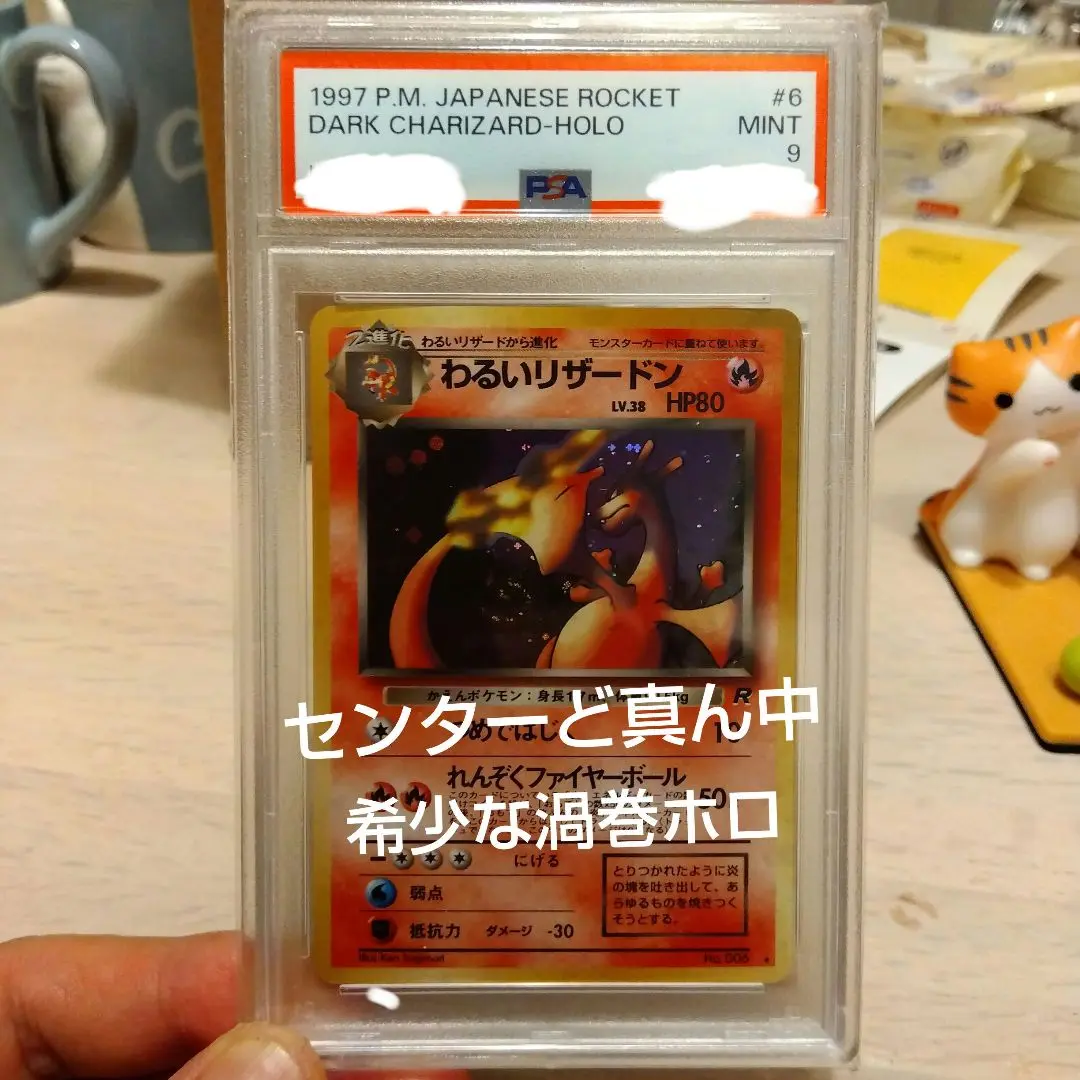 1997 P.M. JAPANESE ROCKET #6
DARK CHARIZARD-HOLO MINT
9
PSA
2進化 わるいリザードから進化 モンスターカードに重ねて使います。
わるいリザードン
LV.38 HP80
かえんポケモン:身長1.7m
R
センターど真ん中
10
れんぞくファイヤーボール
50
希少な渦巻ホロ
にげる
弱点
抵抗力 ダメージ -30
とりつかれたように炎
の塊を吐き出して、あ
らゆるものを焼きつく
そうとする。
No. 006